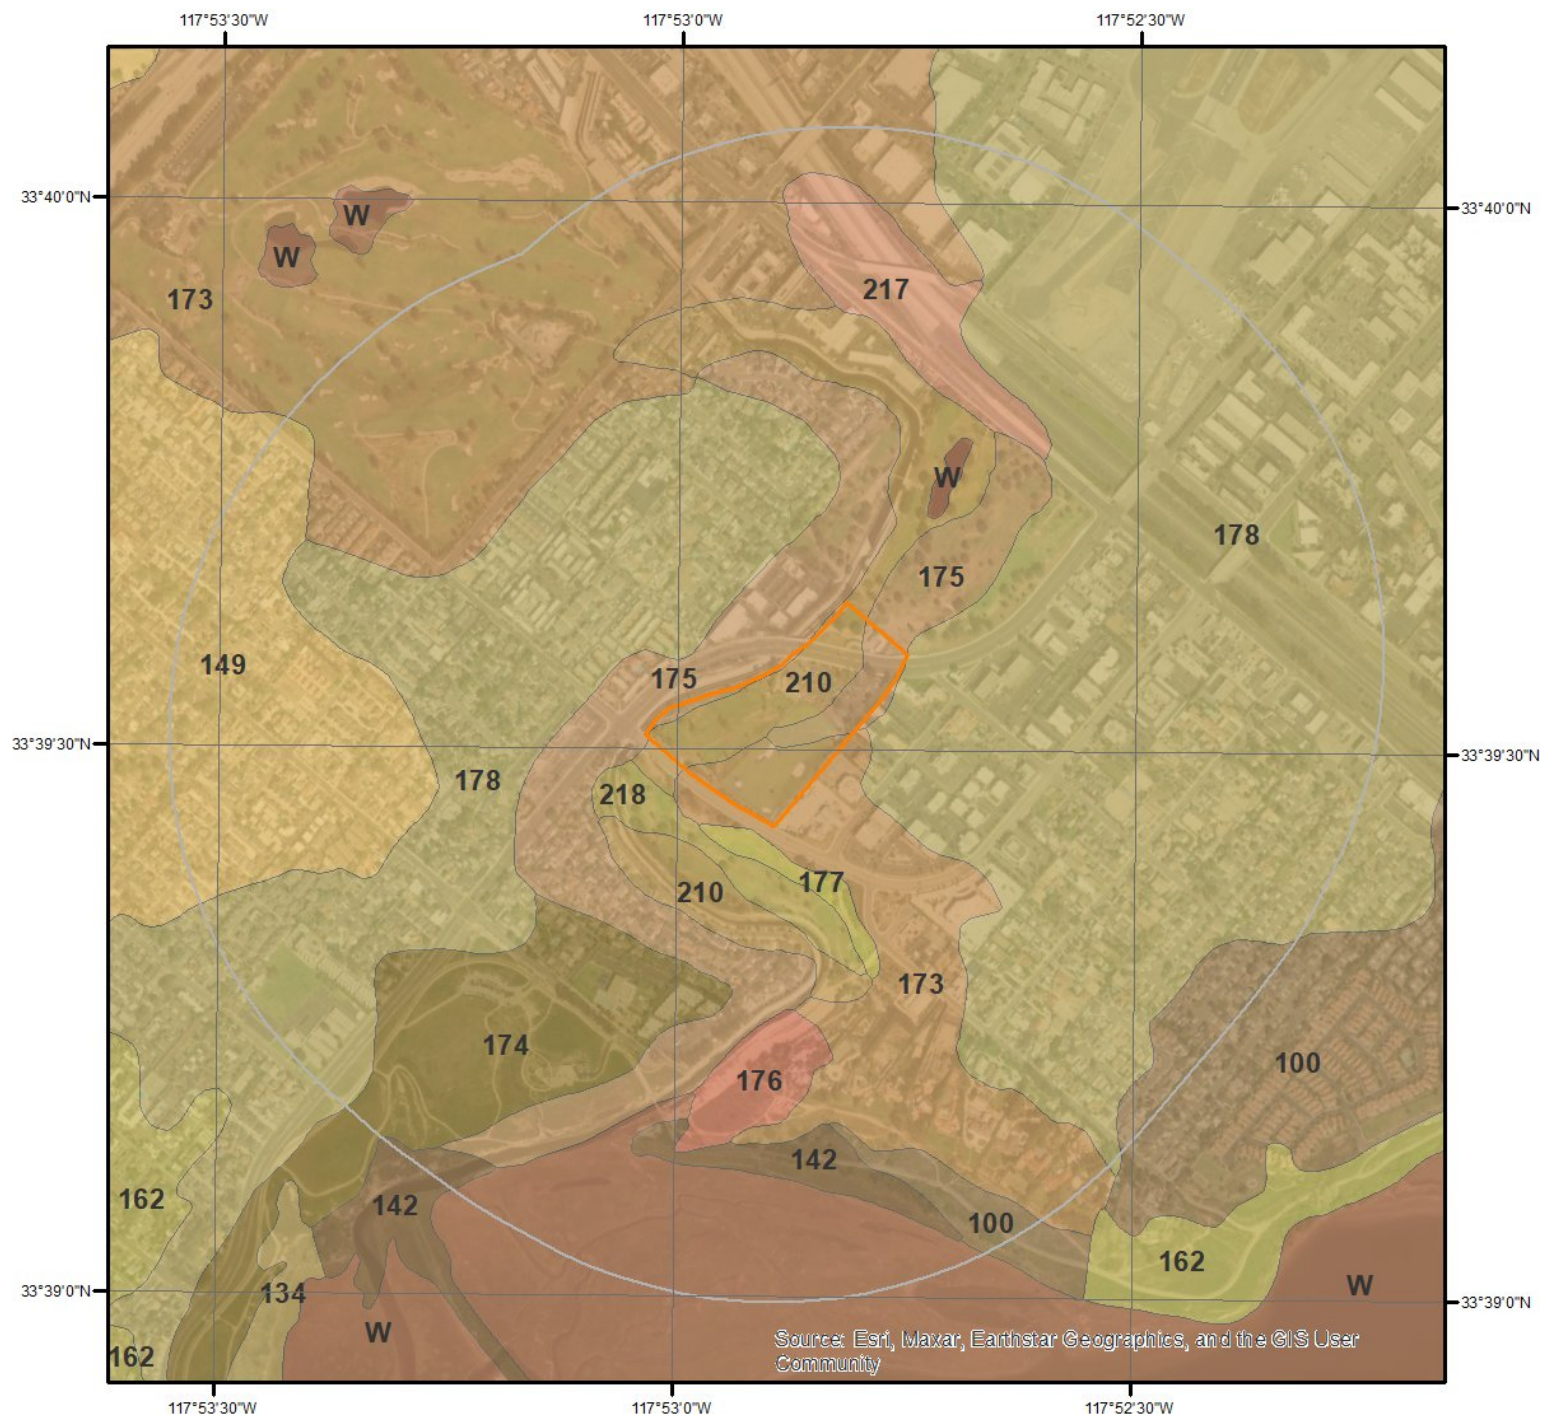 117°53'30"W
117°53'0"W
117°52'30"W
33°40'0"N
33°40'0"N
W
W
173
217
W
178
175
149
175
210
33°39'30"N
33°39'30"N
178
218
177
210
173
174
100
176
142
162
142
100
162
134
33°39'0"N
W
33°39'0"N
W
162
Source: Esri, Maxar, Earthstar Geographics, and the GIS User
Community
117°53'30"W
117°53'0"W
117°52'30"W